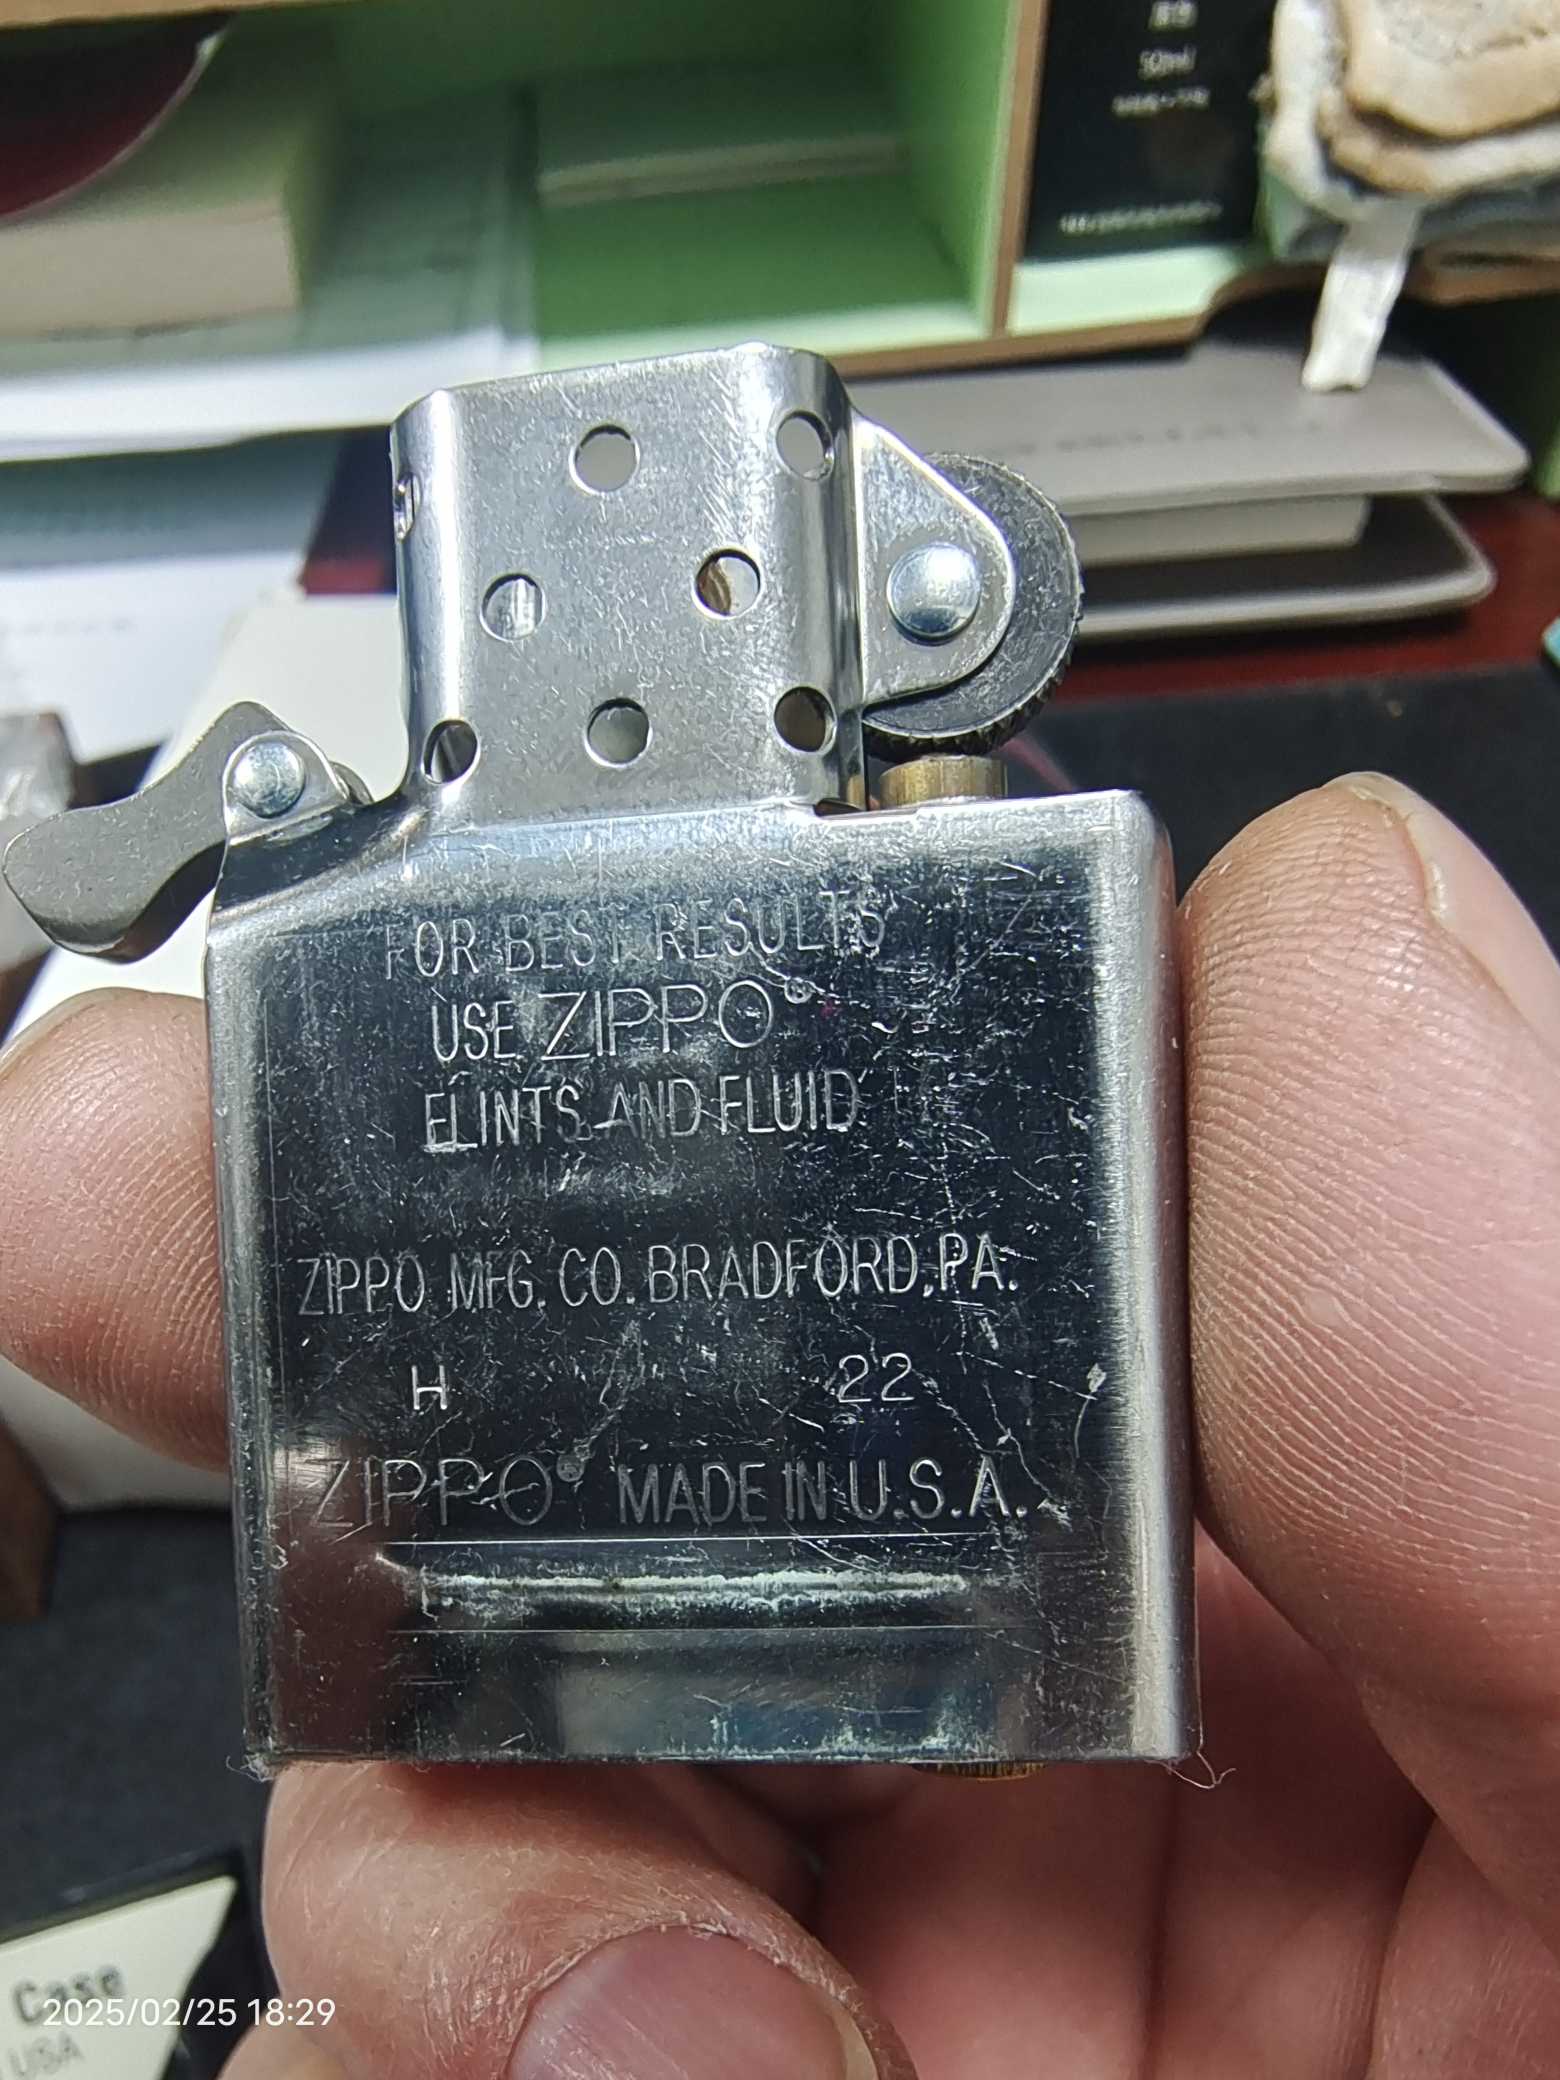 50ml
FOR BEST RESULTS
USE ZIPPO®
FLINTS AND FLUID
ZIPPO MFG. CO. BRADFORD, PA.
H 22
ZIPPO® MADE IN U.S.A.
Case
2025/02/25 18:29
USA